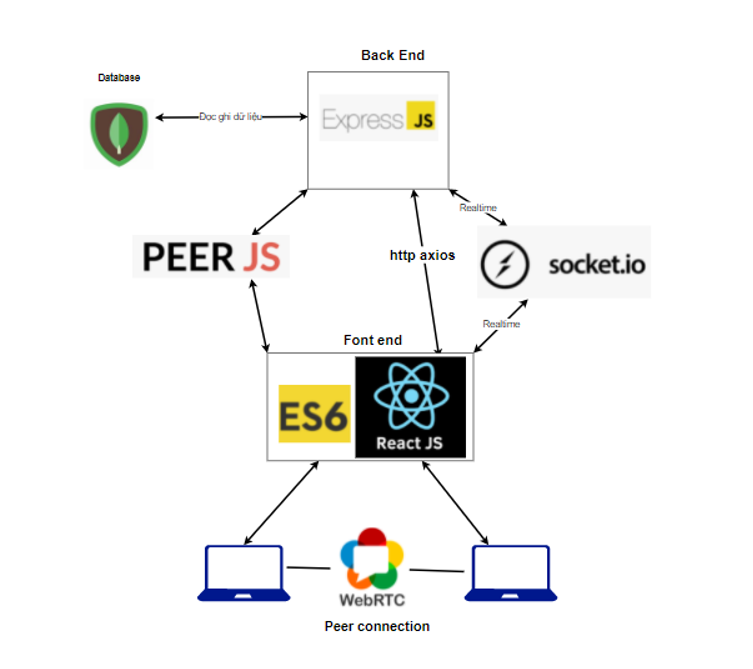 Back End
Database
Express JS
Dọc ghi dữ liệu
Realtime
PEER JS
http axios
socket.io
Realtime
Font end
ES6
React JS
WebRTC
Peer connection